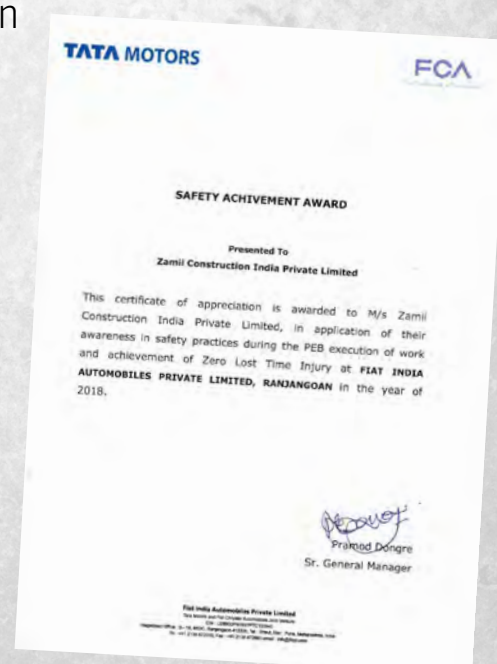 n
TATA MOTORS
FCA
SAFETY ACHIVEMENT AWARD
Presented To
Zamil Construction India Private Limited
This certificate of appreciation is awarded to M/s Zamil
Construction India Private Limited, in application of their
awareness in safety practices during the PEB execution of work
and achievement of Zero Lost Time Injury at FIAT INDIA
AUTOMOBILES PRIVATE LIMITED, RANJANGOAN in the year of
2018.
Pramod Dongre
Sr. General Manager
Fiat India Automobiles Private Limited